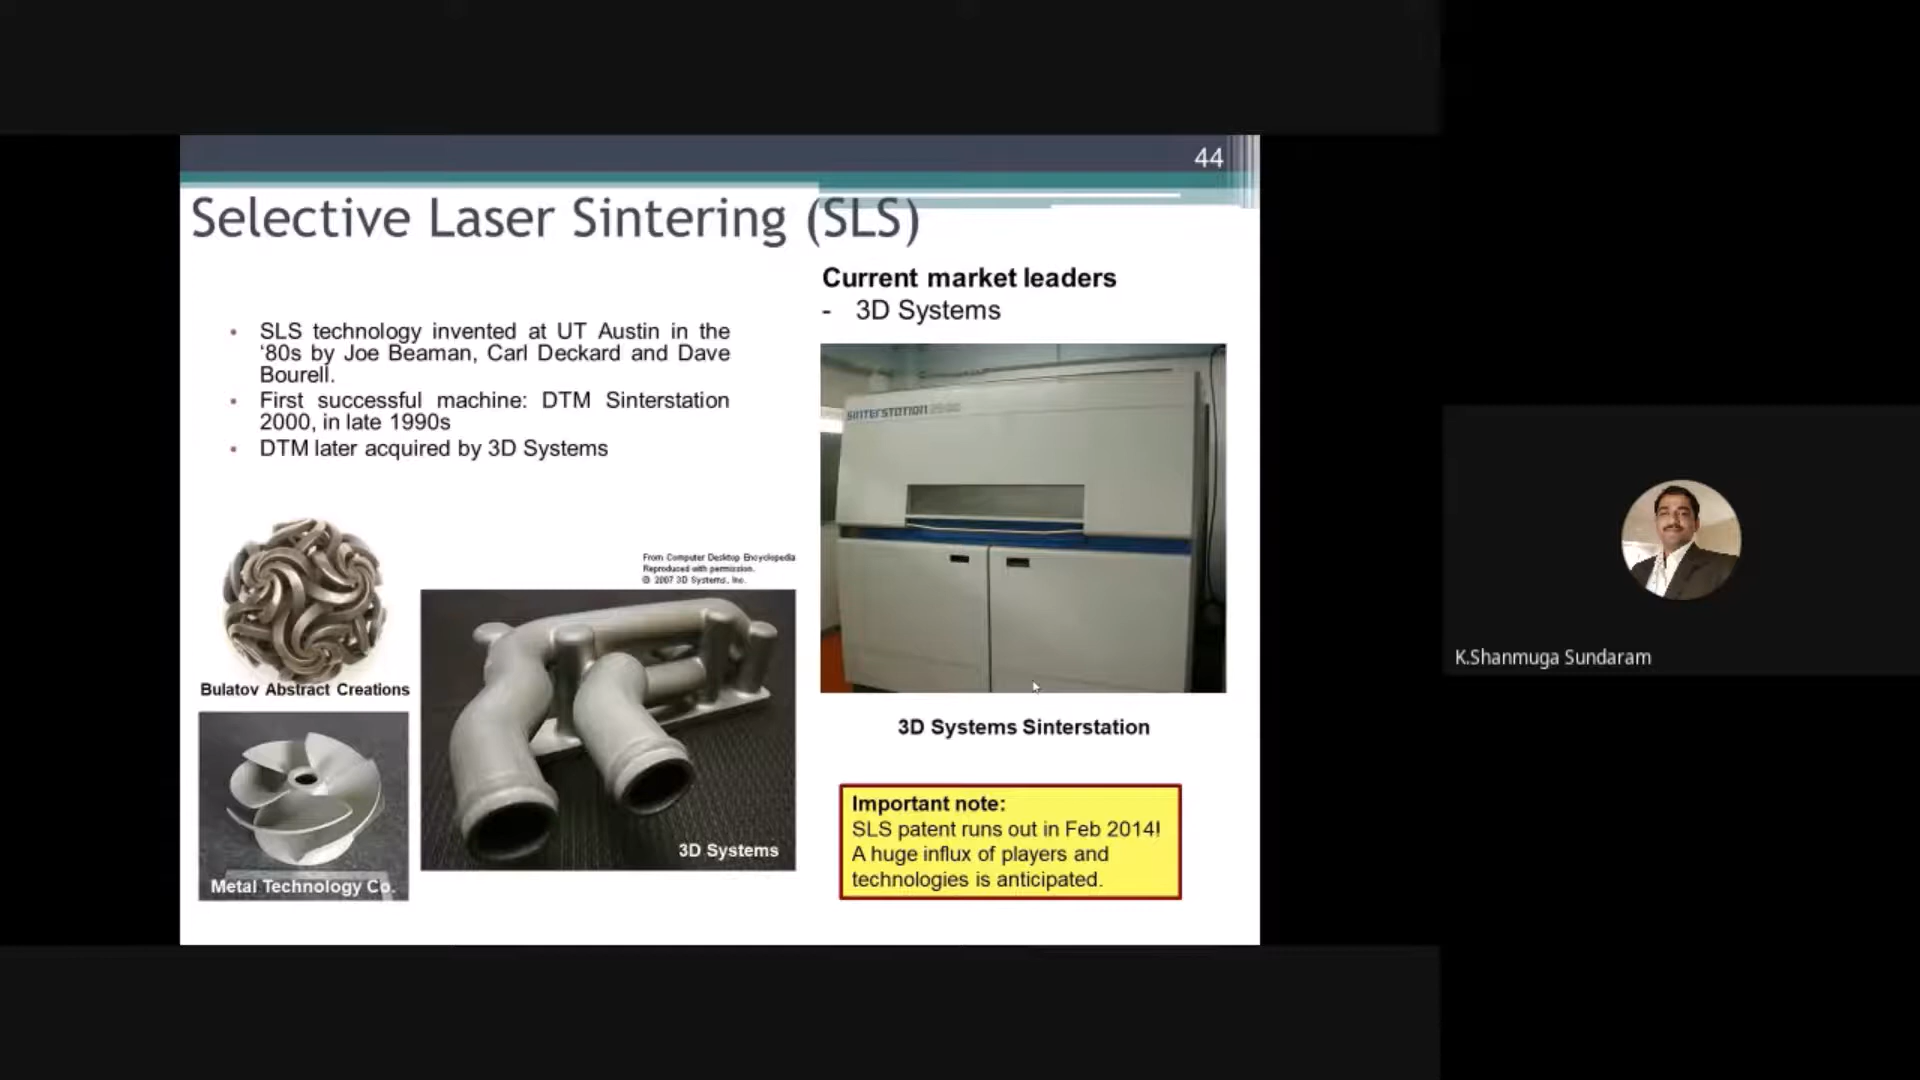 44
Selective Laser Sintering (SLS)
Current market leaders
- 3D Systems
• SLS technology invented at UT Austin in the
‘80s by Joe Beaman, Carl Deckard and Dave
Bourell.
• First successful machine: DTM Sinterstation
2000, in late 1990s
• DTM later acquired by 3D Systems
SINTERSTATION
From Computer Desktop Encyclopedia
Reproduced with permission.
© 2007 3D Systems, Inc.
Bulatov Abstract Creations
3D Systems
Metal Technology Co.
3D Systems Sinterstation
Important note:
SLS patent runs out in Feb 2014!
A huge influx of players and
technologies is anticipated.
K.Shanmuga Sundaram